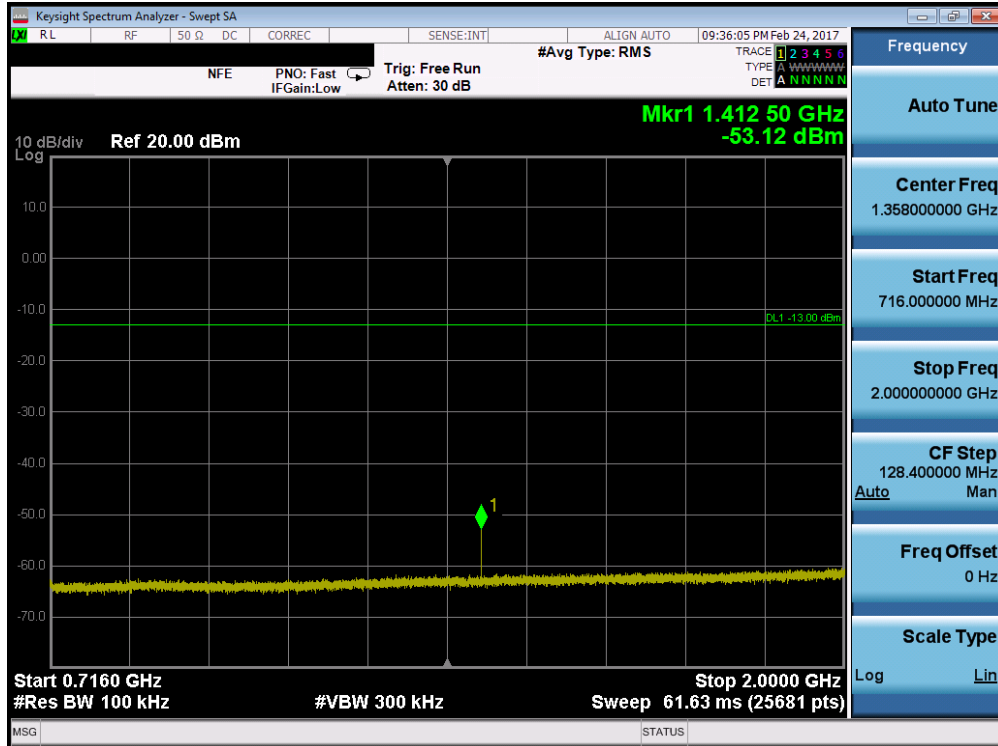 Keysight Spectrum Analyzer - Swept SA
LXI RL RF 50 Ω DC CORREC SENSE:INT ALIGN AUTO 09:36:05 PM Feb 24, 2017
#Avg Type: RMS TRACE 1 2 3 4 5 6
NFE PNO: Fast Trig: Free Run TYPE A WWWWW
IFGain:Low Atten: 30 dB DET A N N N N N
Mkr1 1.412 50 GHz
10 dB/div Ref 20.00 dBm -53.12 dBm
Log
10.0
0.00
-10.0
DL1 -13.00 dBm
-20.0
-30.0
-40.0
-50.0
1
-60.0
-70.0
Start 0.7160 GHz Stop 2.0000 GHz
#Res BW 100 kHz #VBW 300 kHz Sweep 61.63 ms (25681 pts)
MSG STATUS
Frequency
Auto Tune
Center Freq
1.358000000 GHz
Start Freq
716.000000 MHz
Stop Freq
2.000000000 GHz
CF Step
128.400000 MHz
Auto Man
Freq Offset
0 Hz
Scale Type
Log Lin